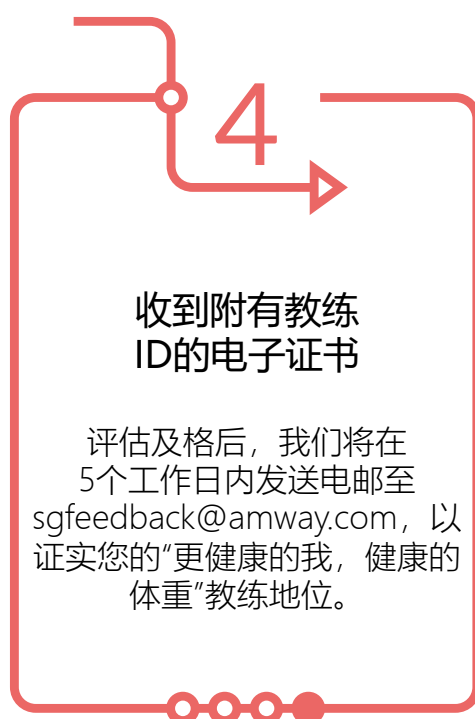 4
收到附有教练
ID的电子证书
评估及格后，我们将在
5个工作日内发送电邮至
sgfeedback@amway.com，以
证实您的“更健康的我，健康的
体重”教练地位。